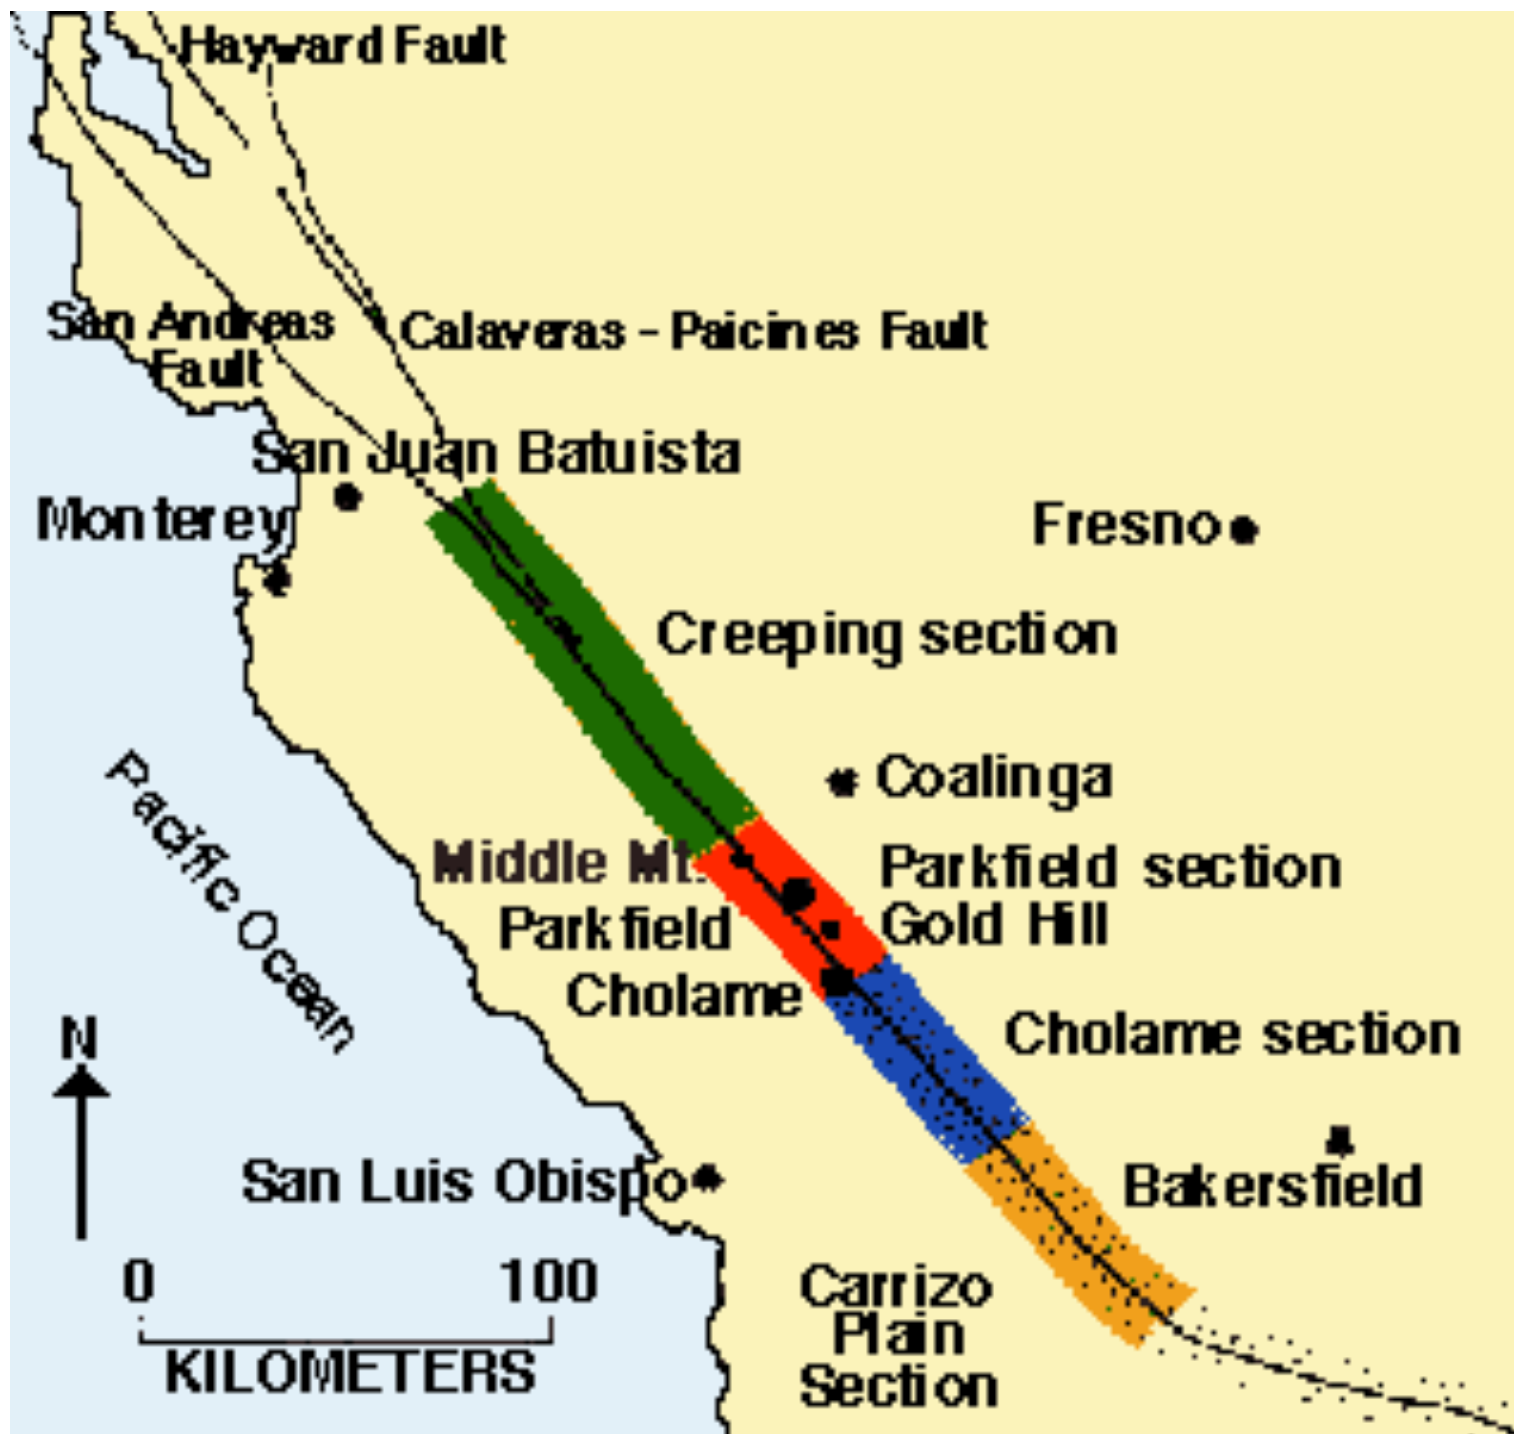 Hayward Fault
San Andreas
Fault
Calaveras - Paicines Fault
San Juan Batuista
Monterey
Fresno
Creeping section
Coalinga
Pacific Ocean
Middle Mt.
Parkfield section
Parkfield
Gold Hill
Cholame
Cholame section
N
San Luis Obispo
Bakersfield
0 100
KILOMETERS
Carrizo
Plain
Section